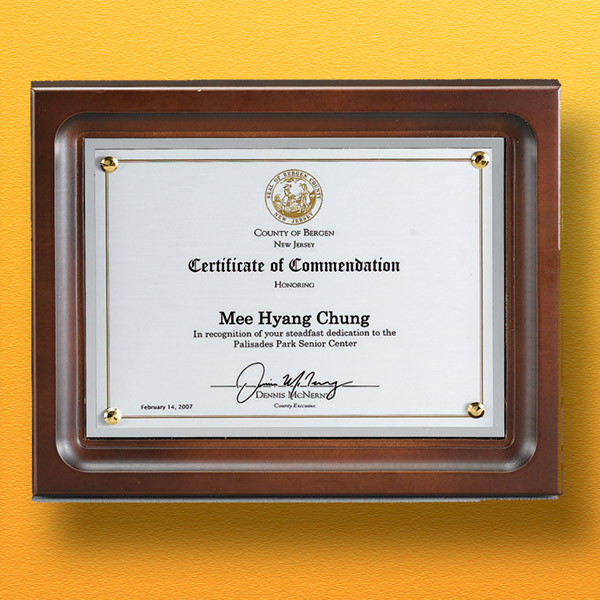 SEAL OF BERGEN COUNTY
NEW JERSEY
COUNTY OF BERGEN
NEW JERSEY
Certificate of Commendation
HONORING
Mee Hyang Chung
In recognition of your steadfast dedication to the
Palisades Park Senior Center
DENNIS MCNERNEY
County Executive
February 14, 2007